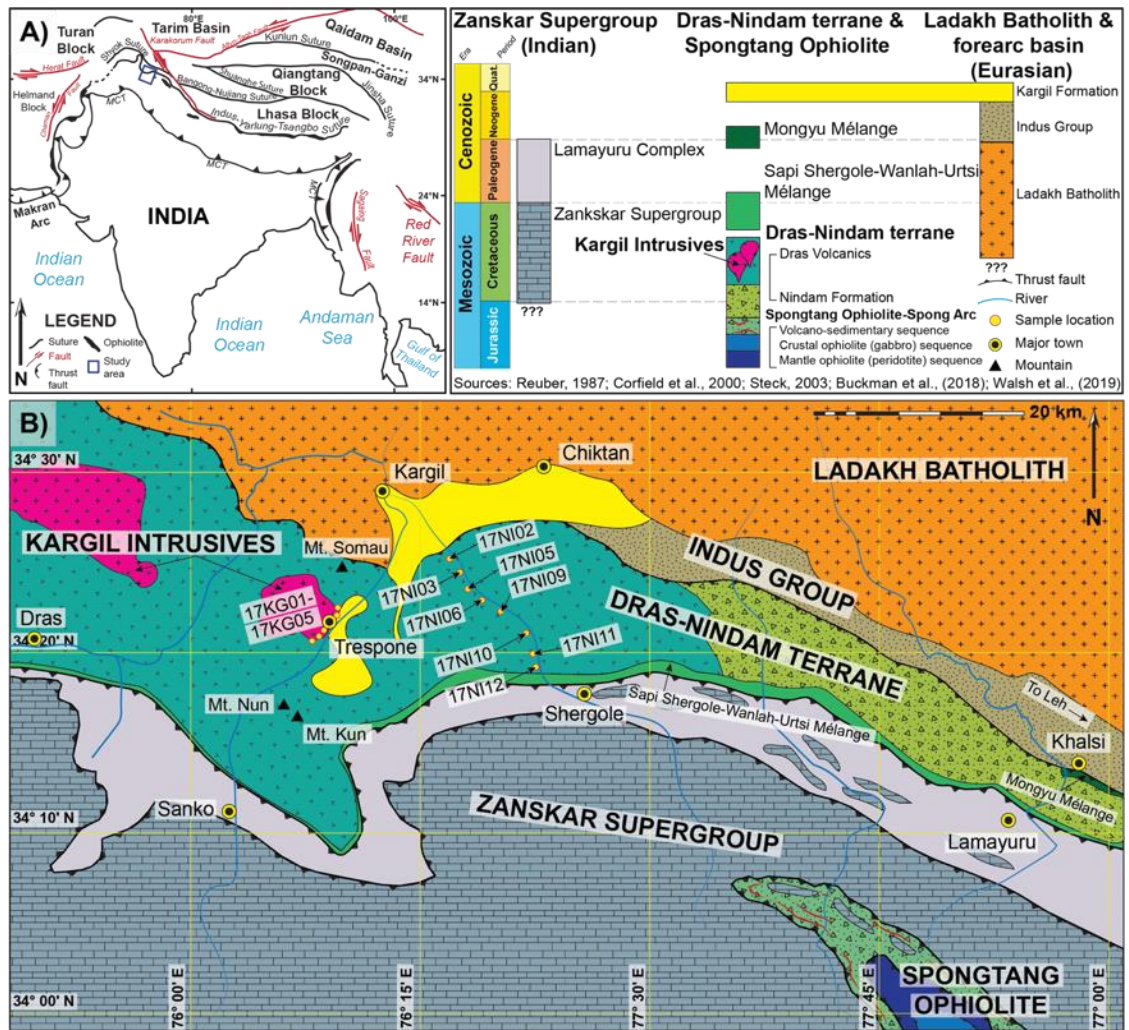 A)
80°E
100°E
Turan
Block
Tarim Basin
Karakorum Fault
Altyn-Tagh Fault
Qaidam Basin
Kunlun Suture
Songpan-Ganzi
Shyok Suture
Herat Fault
34°N
Helmand
Block
Chaman
Fault
Shuanghe Suture
Qiangtang
Block
Bangong-Nujiang Suture
Jinsha Suture
MCT
Lhasa Block
Indus-Yarlung-Tsangbo Suture
MCT
MCT
24°N
Makran
Arc
INDIA
Sagaing
Fault
Red
River
Fault
Indian
Ocean
14°N
Indian
Ocean
Andaman
Sea
Gulf of
Thailand
LEGEND
Suture
Ophiolite
Fault
Study
area
Thrust
fault
N
Zanskar Supergroup
(Indian)
Dras-Nindam terrane &
Spongtang Ophiolite
Ladakh Batholith &
forearc basin
(Eurasian)
Era
Period
Cenozoic
Mesozoic
Quat.
Neogene
Paleogene
Cretaceous
Jurassic
Lamayuru Complex
Zankskar Supergroup
???
Kargil Formation
Mongyu Mélange
Indus Group
Sapi Shergole-Wanlah-Urtsi
Mélange
Ladakh Batholith
Dras-Nindam terrane
Kargil Intrusives
Dras Volcanics
???
Nindam Formation
Spongtang Ophiolite-Spong Arc
Volcano-sedimentary sequence
Crustal ophiolite (gabbro) sequence
Mantle ophiolite (peridotite) sequence
Thrust fault
River
Sample location
Major town
Mountain
Sources: Reuber, 1987; Corfield et al., 2000; Steck, 2003; Buckman et al., (2018); Walsh et al., (2019)
B)
20 km
N
34° 30' N
Kargil
Chiktan
LADAKH BATHOLITH
KARGIL INTRUSIVES
Mt. Somau
17NI02
17NI05
17NI03
17NI09
INDUS GROUP
17KG01-
17KG05
17NI06
Dras
34° 20' N
Trespone
17NI11
17NI10
DRAS-NINDAM TERRANE
17NI12
Mt. Nun
Mt. Kun
Shergole
Sapi Shergole-Wanlah-Urtsi Mélange
To Leh
Khalsi
Mongyu Mélange
34° 10' N
Sanko
ZANSKAR SUPERGROUP
Lamayuru
SPONGTANG
OPHIOLITE
34° 00' N
76° 00' E
76° 15' E
77° 30' E
77° 45' E
77° 00' E